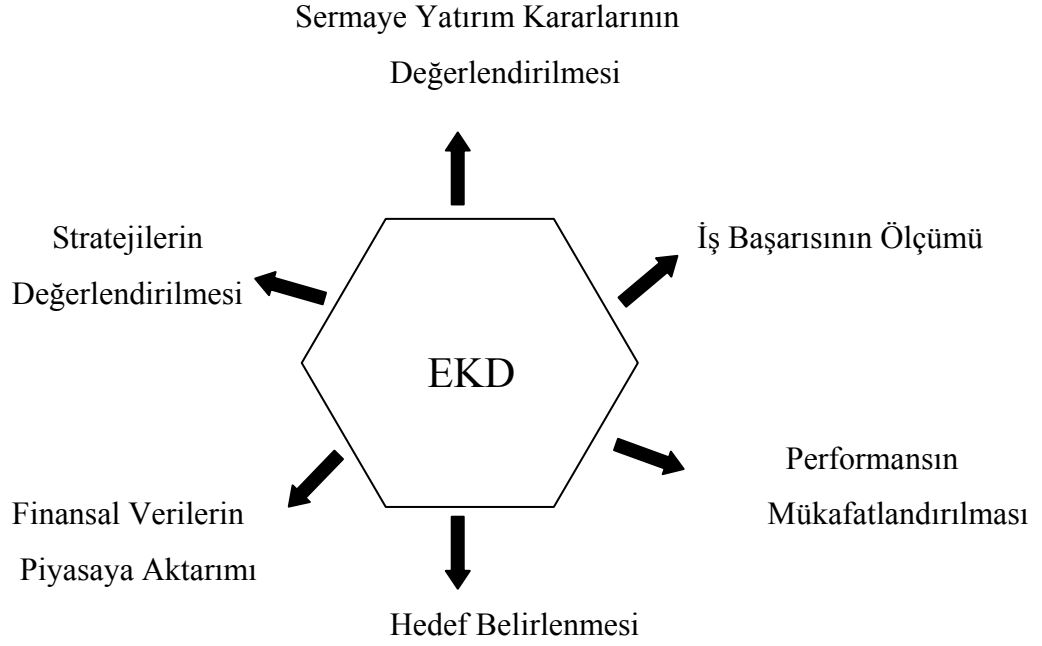 Sermaye Yatırım Kararlarının
Değerlendirilmesi
Stratejilerin
Değerlendirilmesi
İş Başarısının Ölçümü
EKD
Performansın
Mükafatlandırılması
Finansal Verilerin
Piyasaya Aktarımı
Hedef Belirlenmesi